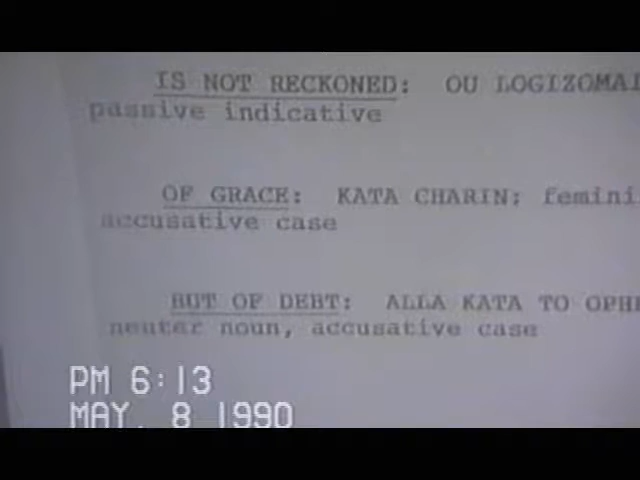 IS NOT RECKONED: OU LOGIZOMAI
passive indicative
OF GRACE: KATA CHARIN; femini
accusative case
BUT OF DEBT: ALLA KATA TO OPHE
neuter noun, accusative case
PM 6:13
MAY. 8 1990